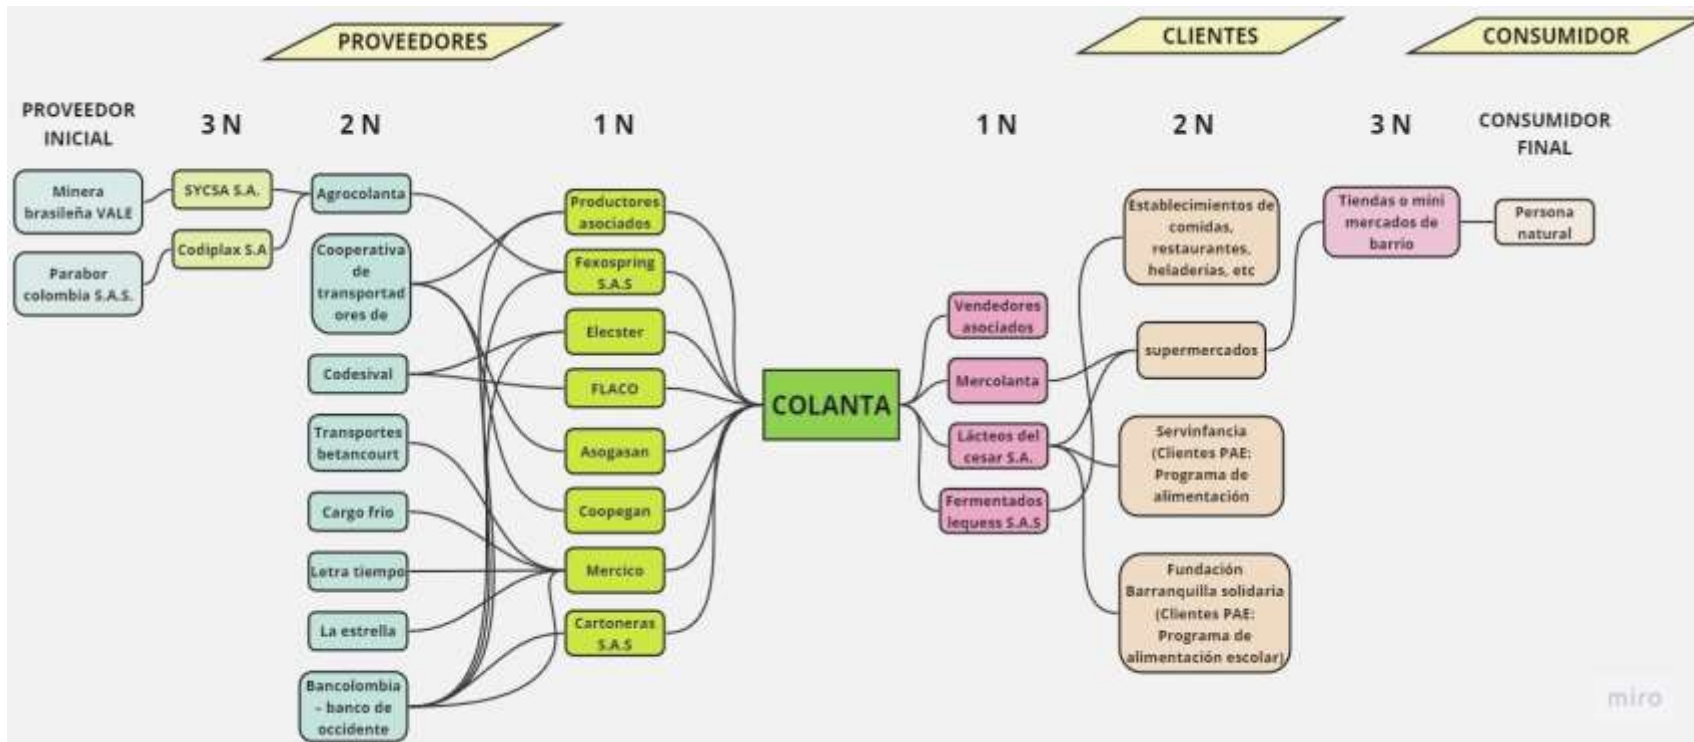 PROVEEDORES
CLIENTES
CONSUMIDOR
PROVEEDOR
INICIAL
3 N
2 N
1 N
1 N
2 N
3 N
CONSUMIDOR
FINAL
Minera
brasileña VALE
Parabor
colombia S.A.S.
SYCSA S.A.
Codiplax S.A
Agrocolanta
Cooperativa
de
transportad
ores de
Codesival
Transportes
betancourt
Cargo frio
Letra tiempo
La estrella
Bancolombia
- banco de
occidente
Productores
asociados
Fexospring
S.A.S
Elecster
FLACO
Asogasan
Coopegan
Mercico
Cartoneras
S.A.S
COLANTA
Vendedores
asociados
Mercolanta
Lácteos del
cesar S.A.
Fermentados
lequess S.A.S
Establecimientos de
comidas,
restaurantes,
heladerías, etc
supermercados
Servinfancia
(Clientes PAE:
Programa de
alimentación
Fundación
Barranquilla solidaria
(Clientes PAE:
Programa de
alimentación escolar)
Tiendas o mini
mercados de
barrio
Persona
natural
miro